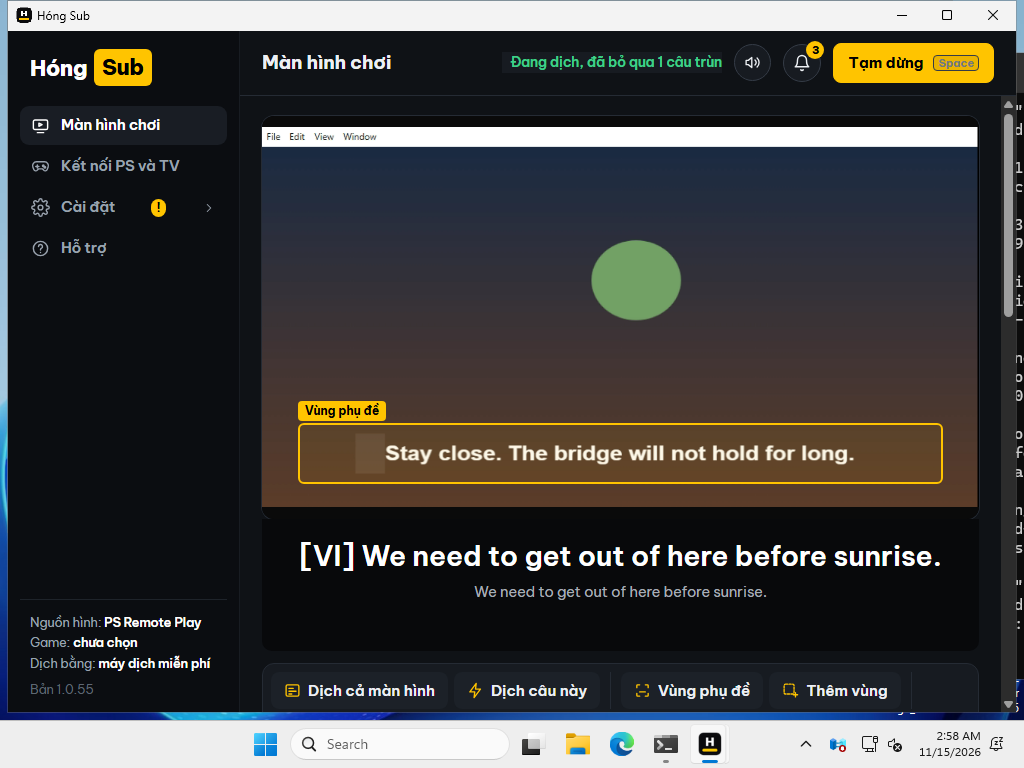 Hóng Sub
Hóng Sub
Màn hình chơi
Kết nối PS và TV
Cài đặt !
Hỗ trợ
Nguồn hình: PS Remote Play
Game: chưa chọn
Dịch bằng: máy dịch miễn phí
Bản 1.0.55
Màn hình chơi
Đang dịch, đã bỏ qua 1 câu trùn
3
Tạm dừng Space
File Edit View Window
Vùng phụ đề
Stay close. The bridge will not hold for long.
[VI] We need to get out of here before sunrise.
We need to get out of here before sunrise.
Dịch cả màn hình
Dịch câu này
Vùng phụ đề
Thêm vùng
Search
2:58 AM
11/15/2026